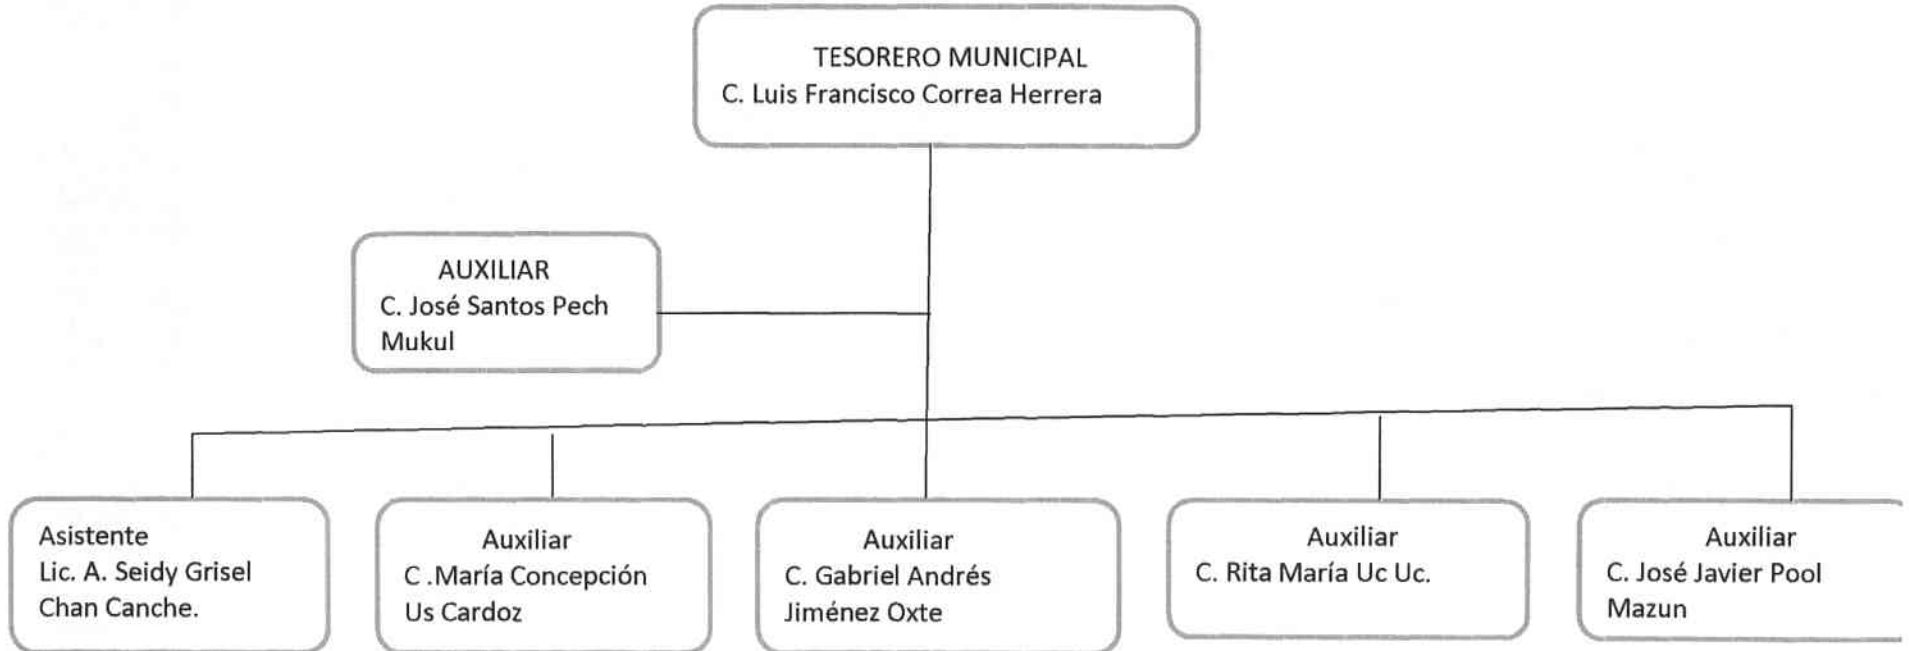 TESORERO MUNICIPAL
C. Luis Francisco Correa Herrera
AUXILIAR
C. José Santos Pech
Mukul
Asistente
Lic. A. Seidy Grisel
Chan Canche.
Auxiliar
C .María Concepción
Us Cardoz
Auxiliar
C. Gabriel Andrés
Jiménez Oxte
Auxiliar
C. Rita María Uc Uc.
Auxiliar
C. José Javier Pool
Mazun